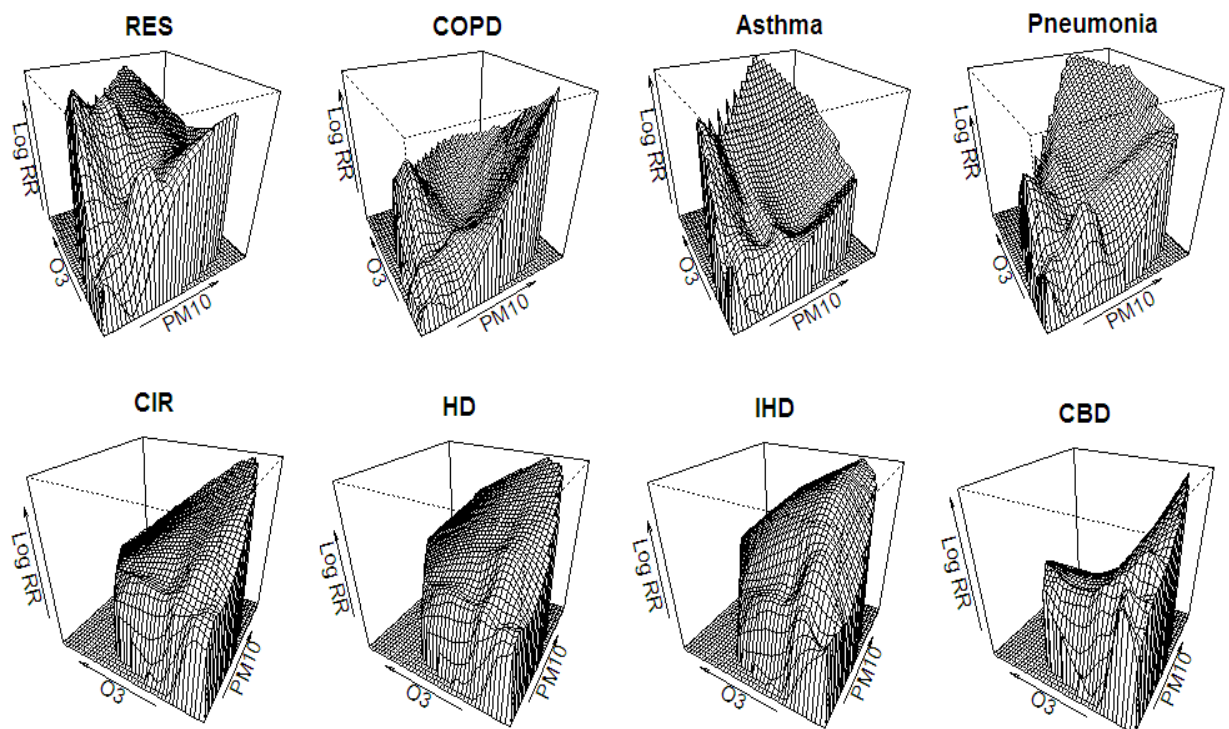 RES
COPD
Asthma
Pneumonia
Log RR
O3
PM10
Log RR
O3
PM10
Log RR
O3
PM10
Log RR
O3
PM10
CIR
HD
IHD
CBD
Log RR
O3
PM10
Log RR
O3
PM10
Log RR
O3
PM10
Log RR
O3
PM10